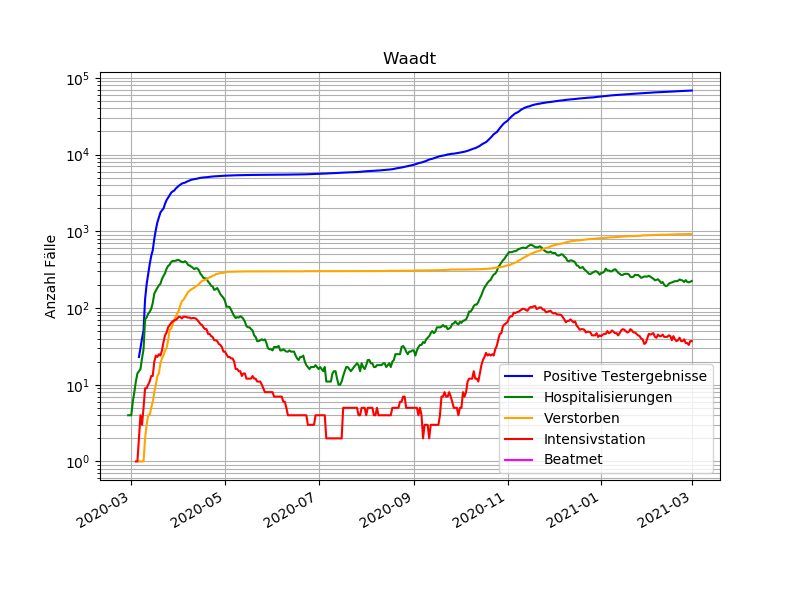 Waadt
Anzahl Fälle
10^5
10^4
10^3
10^2
10^1
10^0
2020-03
2020-05
2020-07
2020-09
2020-11
2021-01
2021-03
Positive Testergebnisse
Hospitalisierungen
Verstorben
Intensivstation
Beatmet